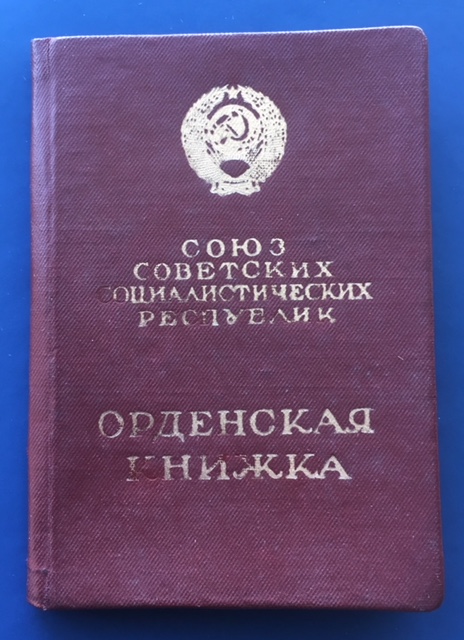 СОЮЗ
СОВЕТСКИХ
СОЦИАЛИСТИЧЕСКИХ
РЕСПУБЛИК
ОРДЕНСКАЯ
КНИЖКА